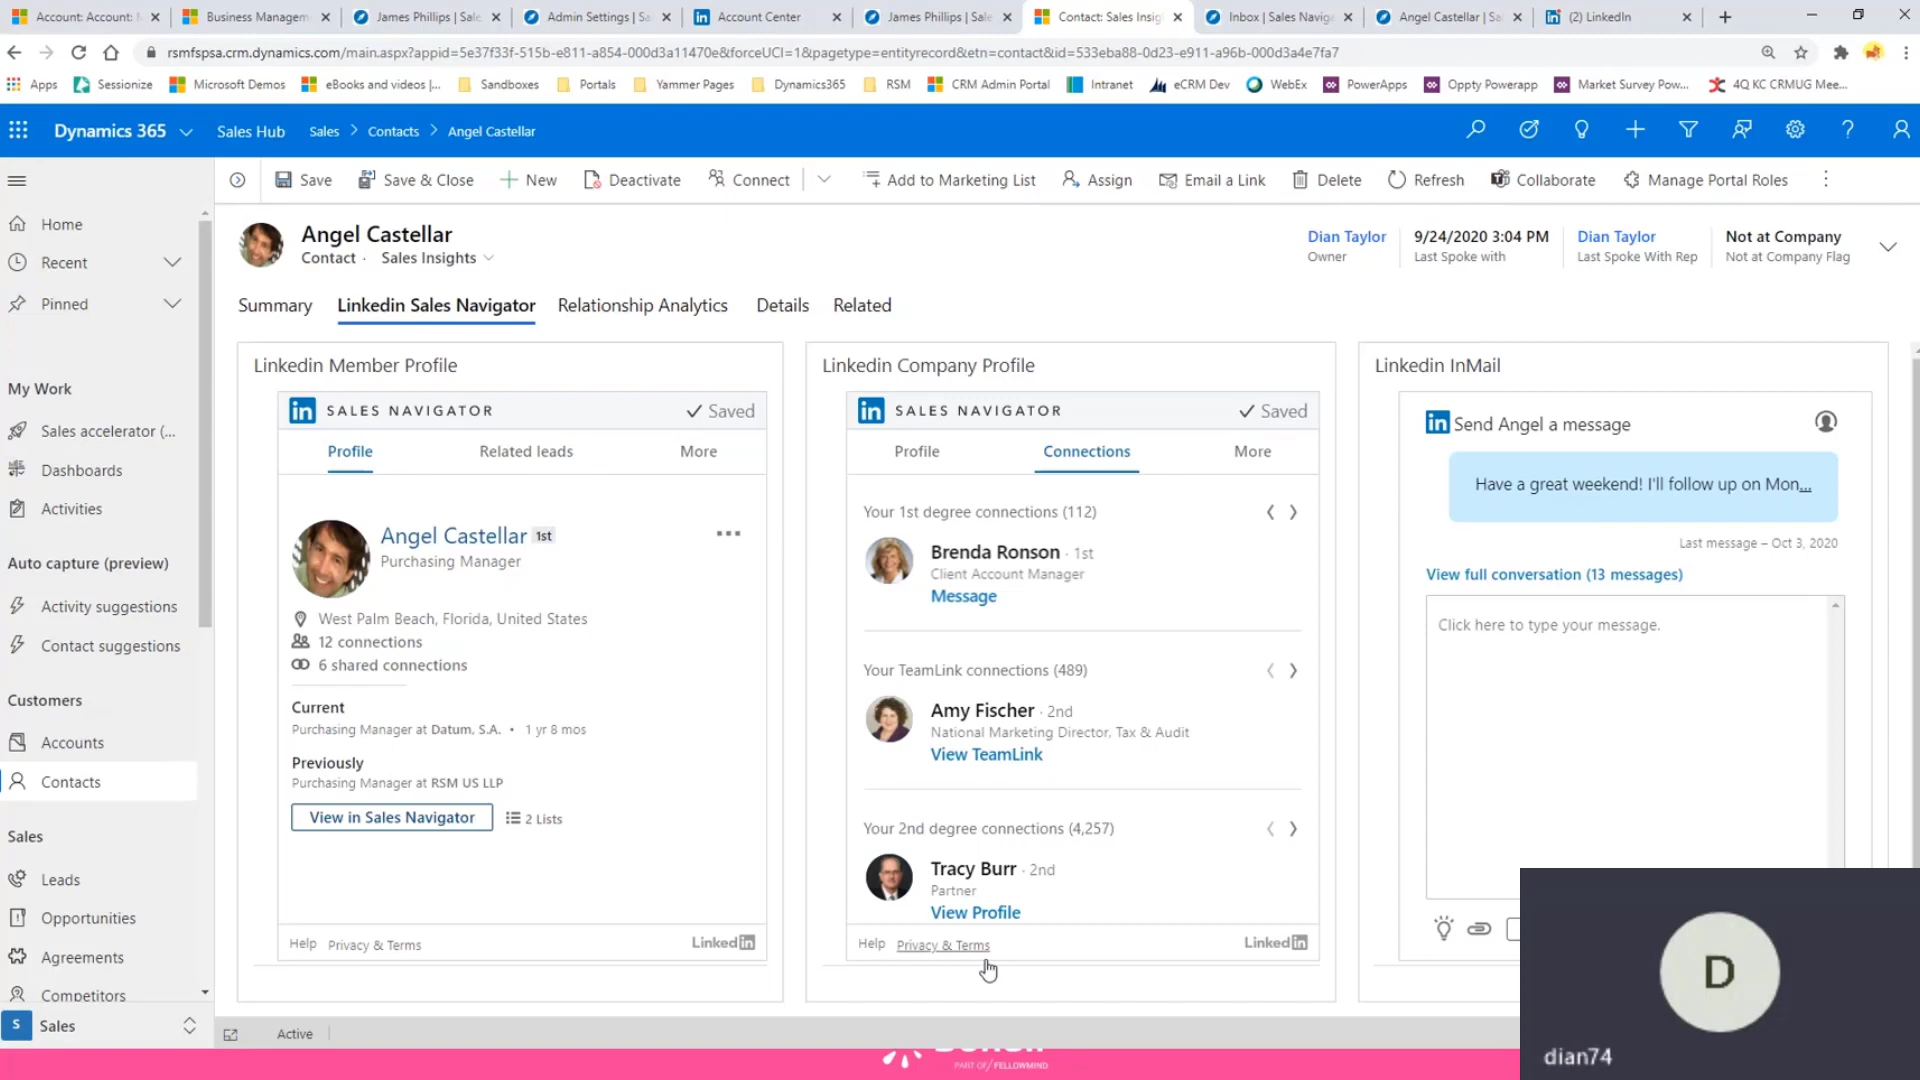 Account: Account: M
Business Managem
James Phillips | Sale
Admin Settings | Sa
Account Center
James Phillips | Sale
Contact: Sales Insig
Inbox | Sales Naviga
Angel Castellar | Sa
(2) LinkedIn
rsmfspsa.crm.dynamics.com/main.aspx?appid=5e37f33f-515b-e811-a854-000d3a11470e&forceUCI=1&pagetype=entityrecord&etn=contact&id=533eba88-0d23-e911-a96b-000d3a4e7fa7
Apps
Sessionize
Microsoft Demos
eBooks and videos |...
Sandboxes
Portals
Yammer Pages
Dynamics365
RSM
CRM Admin Portal
Intranet
eCRM Dev
WebEx
PowerApps
Oppty Powerapp
Market Survey Pow...
4Q KC CRMUG Mee...
Dynamics 365
Sales Hub
Sales > Contacts > Angel Castellar
Save
Save & Close
New
Deactivate
Connect
Add to Marketing List
Assign
Email a Link
Delete
Refresh
Collaborate
Manage Portal Roles
Home
Recent
Pinned
My Work
Sales accelerator (...
Dashboards
Activities
Auto capture (preview)
Activity suggestions
Contact suggestions
Customers
Accounts
Contacts
Sales
Leads
Opportunities
Agreements
Competitors
S
Sales
Angel Castellar
Contact · Sales Insights
Dian Taylor
Owner
9/24/2020 3:04 PM
Last Spoke with
Dian Taylor
Last Spoke With Rep
Not at Company
Not at Company Flag
Summary
Linkedin Sales Navigator
Relationship Analytics
Details
Related
Linkedin Member Profile
in SALES NAVIGATOR
Saved
Profile
Related leads
More
Angel Castellar 1st
Purchasing Manager
West Palm Beach, Florida, United States
12 connections
6 shared connections
Current
Purchasing Manager at Datum, S.A. • 1 yr 8 mos
Previously
Purchasing Manager at RSM US LLP
View in Sales Navigator
2 Lists
Help
Privacy & Terms
Linkedin
Linkedin Company Profile
in SALES NAVIGATOR
Saved
Profile
Connections
More
Your 1st degree connections (112)
Brenda Ronson · 1st
Client Account Manager
Message
Your TeamLink connections (489)
Amy Fischer · 2nd
National Marketing Director, Tax & Audit
View TeamLink
Your 2nd degree connections (4,257)
Tracy Burr · 2nd
Partner
View Profile
Help
Privacy & Terms
Linkedin
Linkedin InMail
in Send Angel a message
Have a great weekend! I'll follow up on Mon...
Last message – Oct 3, 2020
View full conversation (13 messages)
Click here to type your message.
Active
PART OF/FELLOWMIND
D
dian74